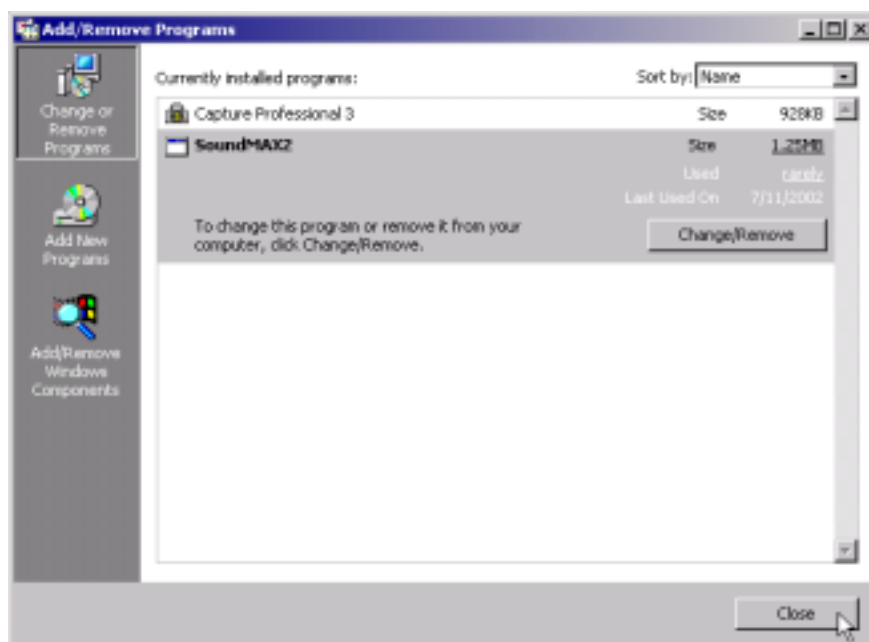 Add/Remove Programs
Change or
Remove
Programs
Add New
Programs
Add/Remove
Windows
Components
Currently installed programs:
Sort by: Name
Capture Professional 3 Size 928KB
SoundMAX2 Size 1.25MB
Used rarely
Last Used On 7/11/2002
To change this program or remove it from your
computer, click Change/Remove.
Change/Remove
Close